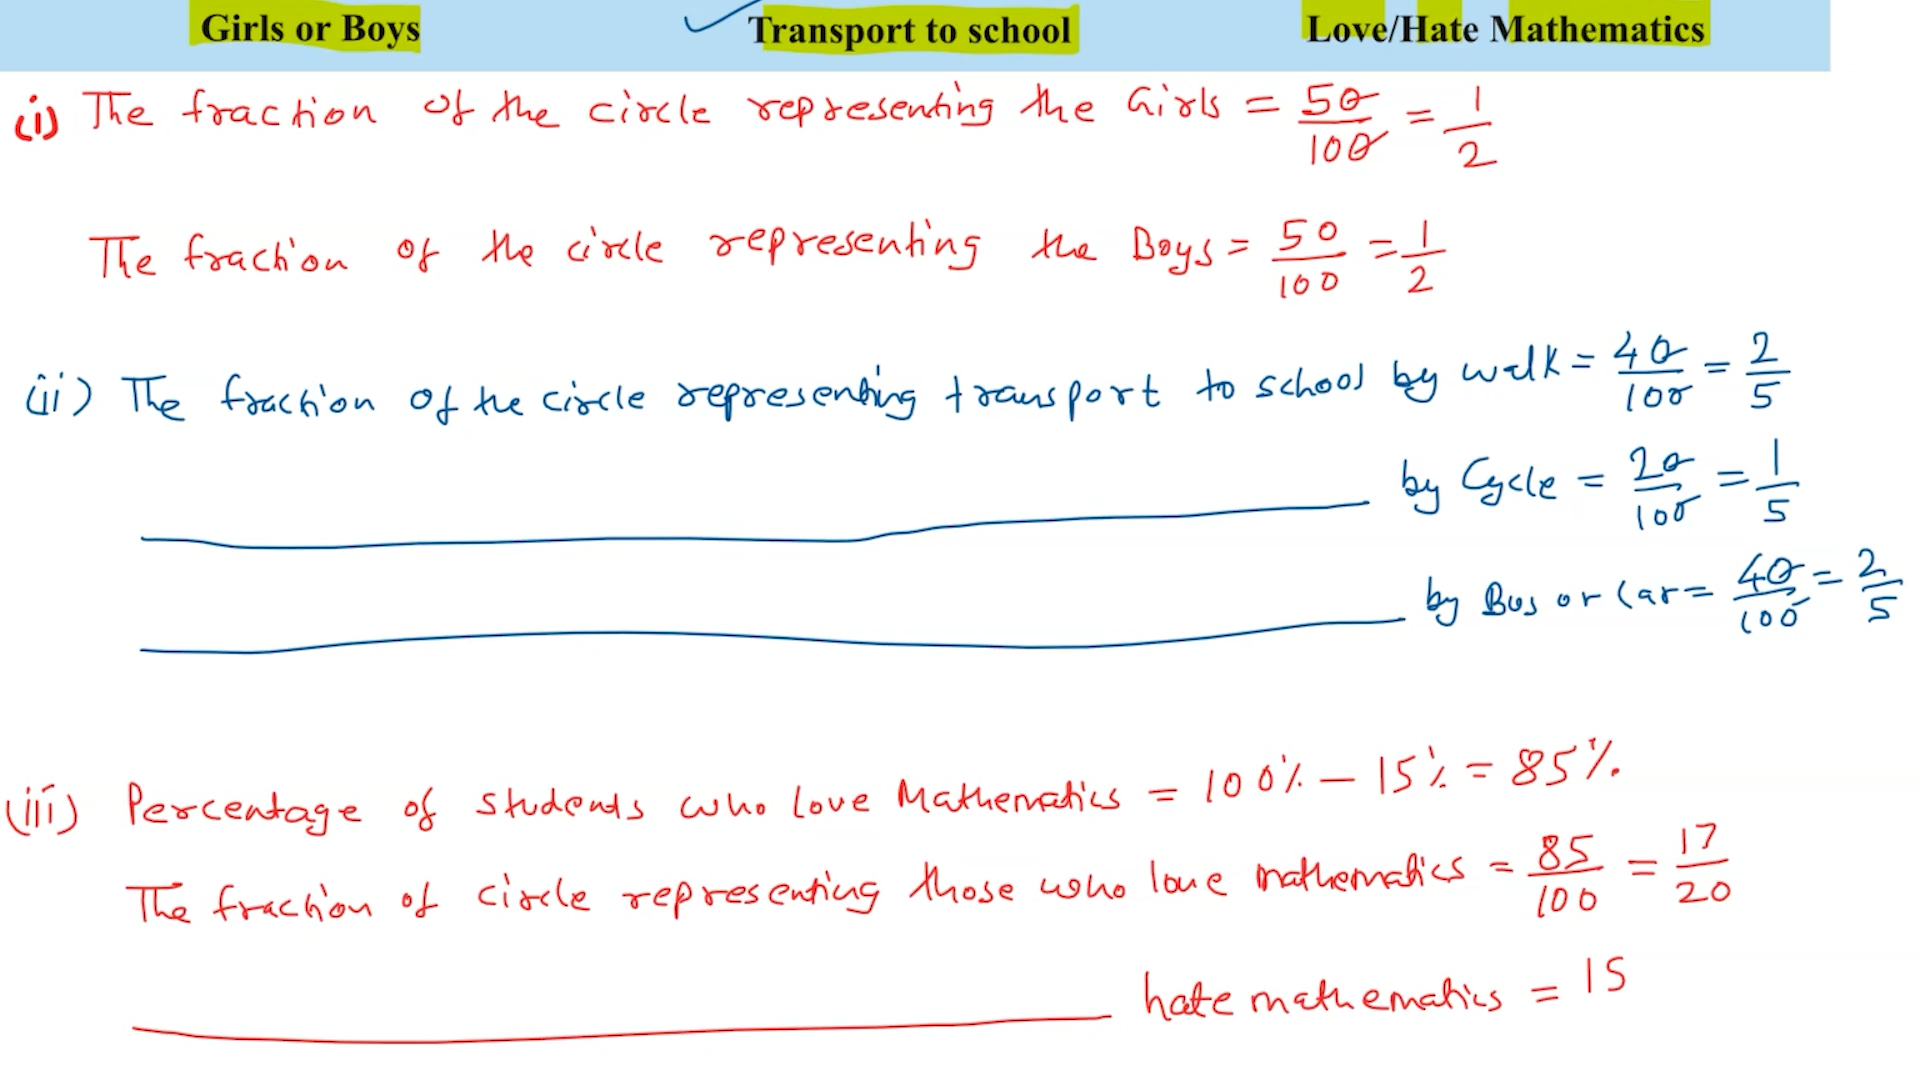 Girls or Boys Transport to school Love/Hate Mathematics
(i) The fraction of the circle representing the Girls = 50/100 = 1/2
The fraction of the circle representing the Boys = 50/100 = 1/2
(ii) The fraction of the circle representing transport to school by walk = 40/100 = 2/5
by Cycle = 20/100 = 1/5
by Bus or Car = 40/100 = 2/5
(iii) Percentage of students who love Mathematics = 100% - 15% = 85%.
The fraction of circle representing those who love mathematics = 85/100 = 17/20
hate mathematics = 15